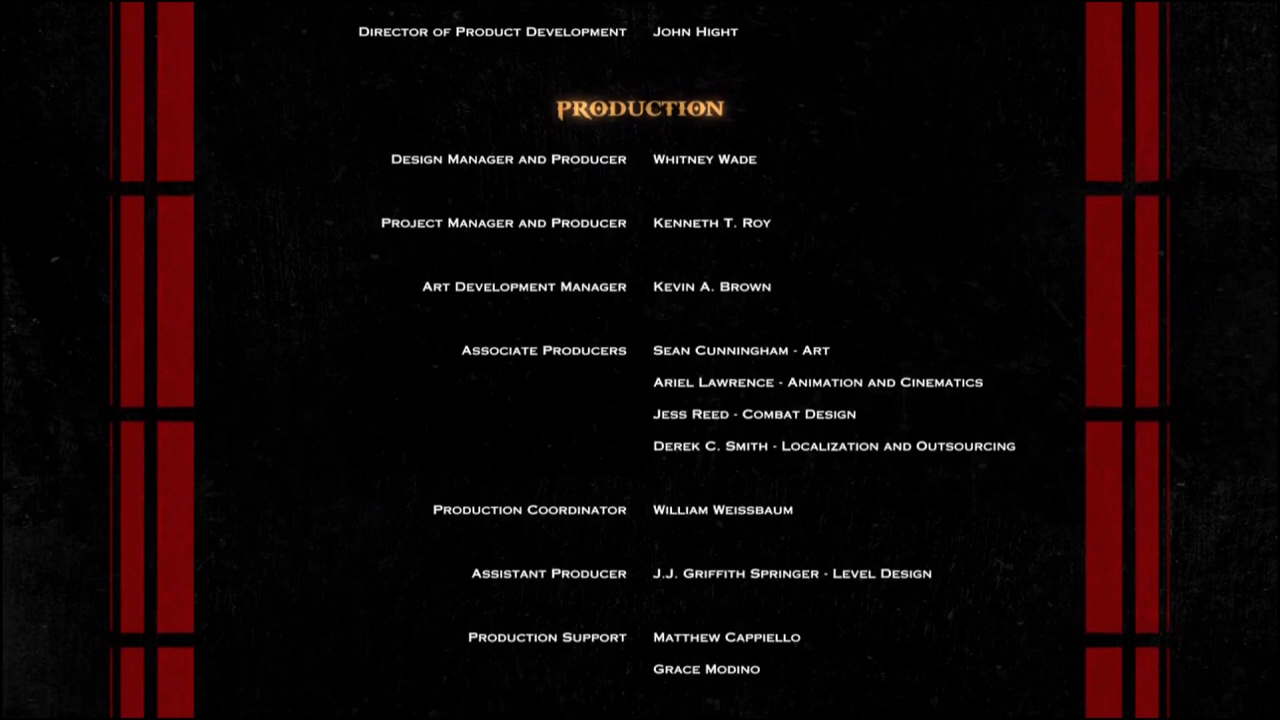 Director of Product Development John Hight
PRODUCTION
Design Manager and Producer Whitney Wade
Project Manager and Producer Kenneth T. Roy
Art Development Manager Kevin A. Brown
Associate Producers Sean Cunningham - Art
Ariel Lawrence - Animation and Cinematics
Jess Reed - Combat Design
Derek C. Smith - Localization and Outsourcing
Production Coordinator William Weissbaum
Assistant Producer J.J. Griffith Springer - Level Design
Production Support Matthew Cappiello
Grace Modino